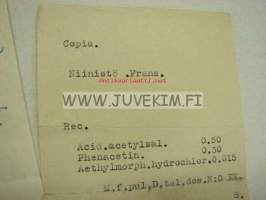 Copia.
Niinistö .Frans.
WWW.JUVEKIM.FI
Rec.
Acid.acetylsal. 0.50
Phenacetin. 0.30
Aethylmorph.hydrochlor.0.015
M.f.pul,D.tal,dos.N:0 XX.
S.